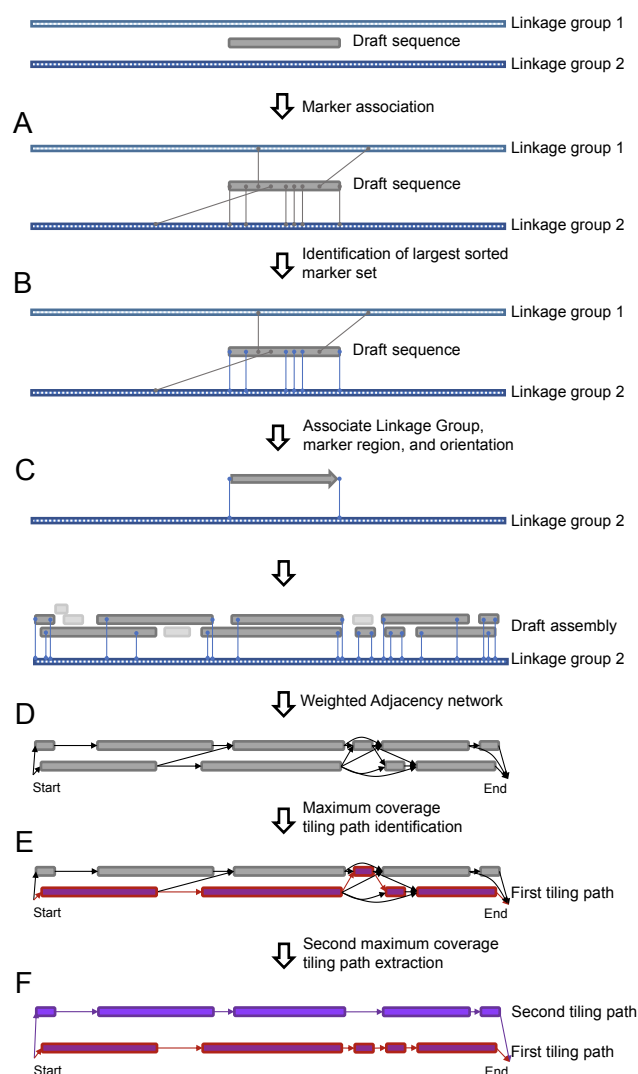 Linkage group 1
Draft sequence
Linkage group 2
Marker association
A
Linkage group 1
Draft sequence
Linkage group 2
Identification of largest sorted
marker set
B
Linkage group 1
Draft sequence
Linkage group 2
Associate Linkage Group,
marker region, and orientation
C
Linkage group 2
Draft assembly
Linkage group 2
Weighted Adjacency network
D
Start
End
Maximum coverage
tiling path identification
E
First tiling path
Start
End
Second maximum coverage
tiling path extraction
F
Second tiling path
First tiling path
Start
End